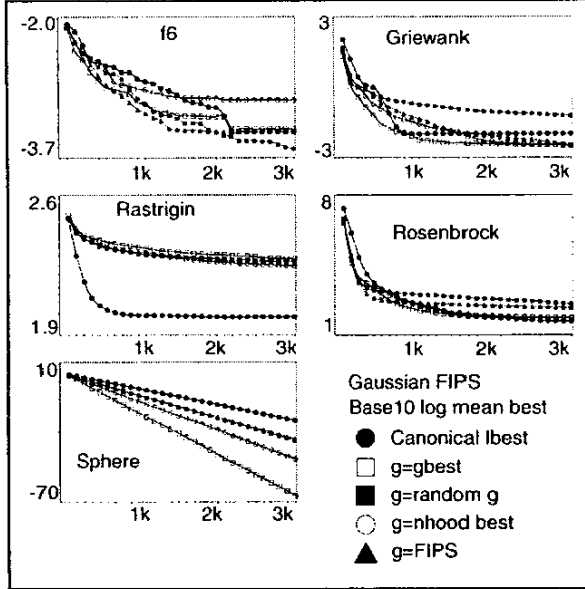 -2.0
f6
-3.7
1k
2k
3k
3
Griewank
-3
1k
2k
3k
2.6
Rastrigin
1.9
1k
2k
3k
8
Rosenbrock
1
1k
2k
3k
10
Sphere
-70
1k
2k
3k
Gaussian FIPS
Base10 log mean best
Canonical lbest
g=gbest
g=random g
g=nhood best
g=FIPS